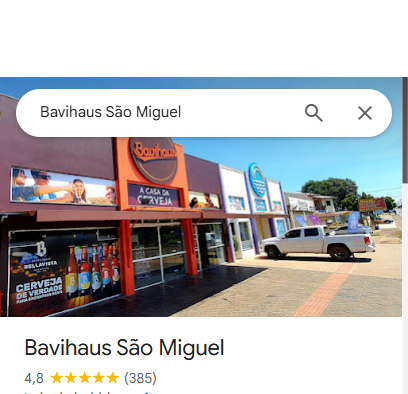 Bavihaus São Miguel
Bavihaus
A CASA DA
CERVEJA
B
BELLAVISTA
CERVEJA
DE VERDADE
Bavihaus São Miguel
4,8 (385)